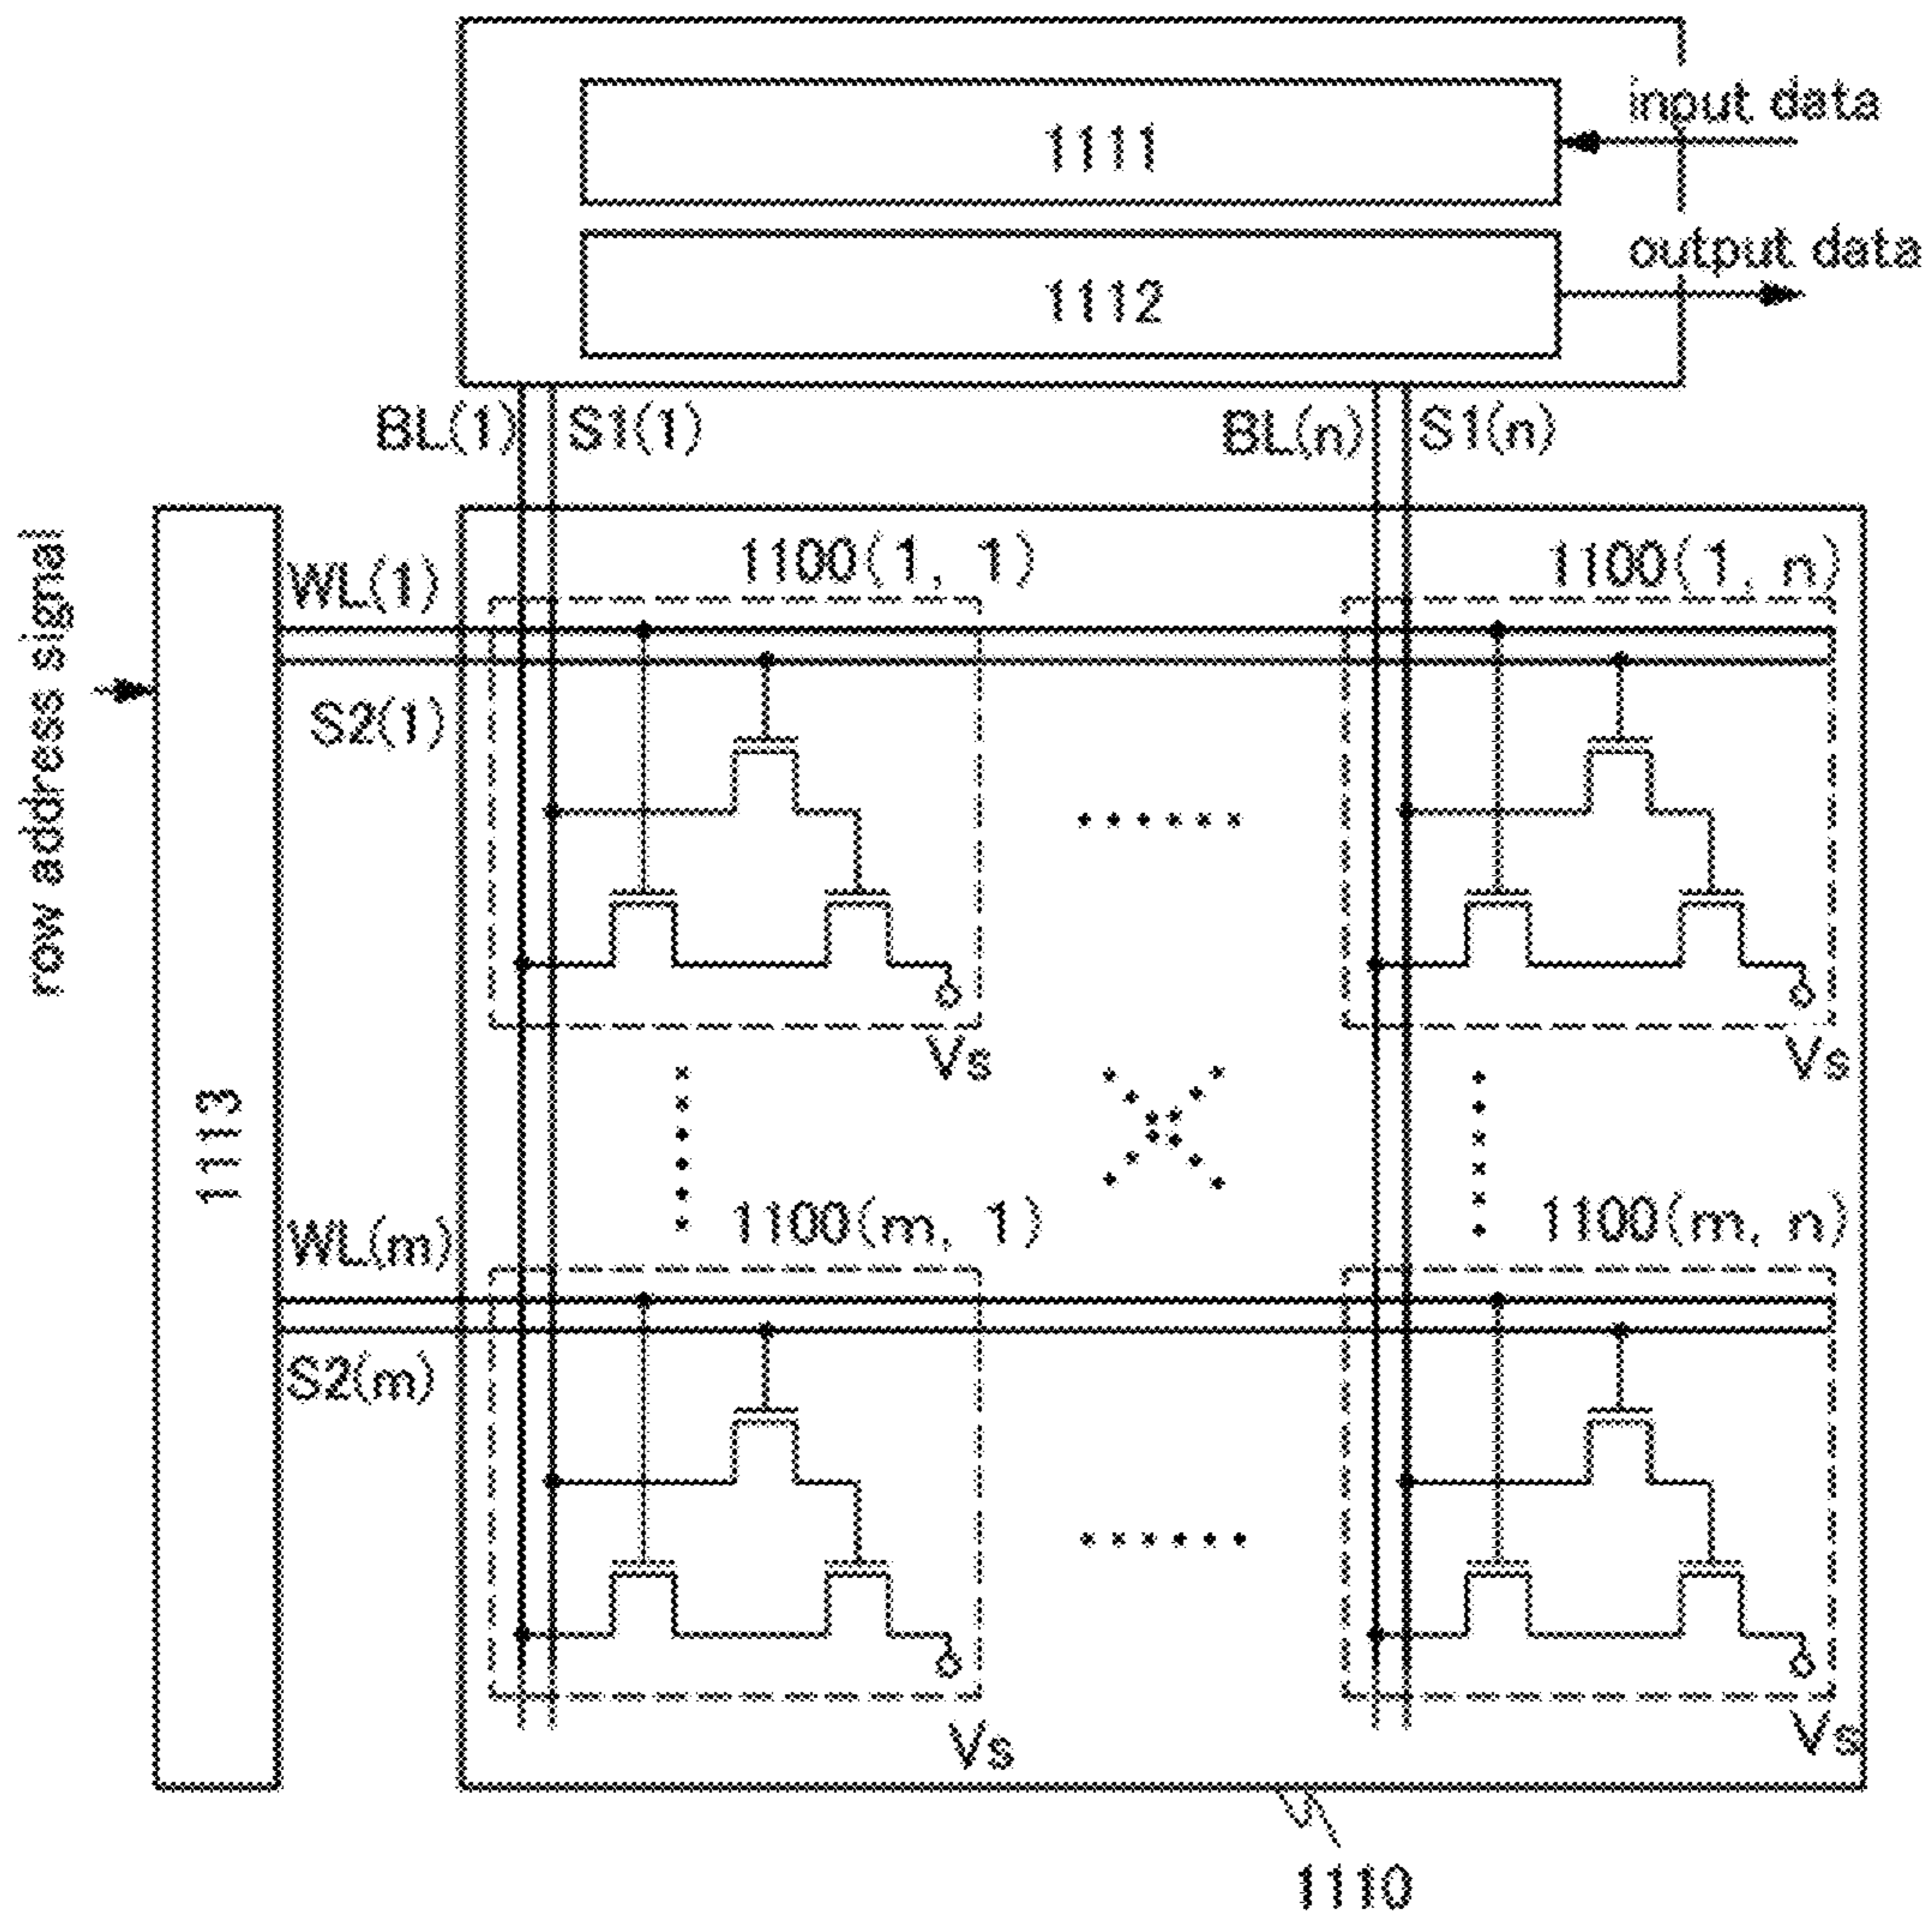 input data
1111
output data
1112
BL(1) S1(1) BL(n) S1(n)
row address signal
1113
WL(1) 1100(1, 1) 1100(1, n)
S2(1)
Vs Vs
WL(m) 1100(m, 1) 1100(m, n)
S2(m)
Vs Vs
1110